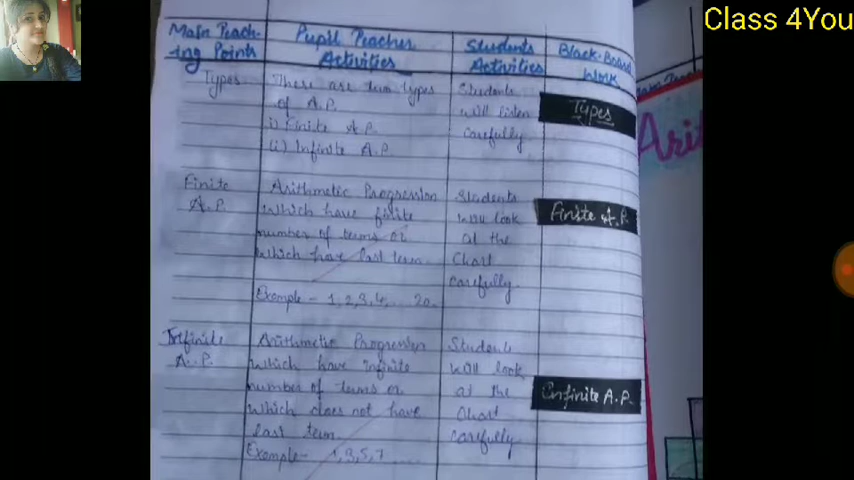 Class 4You
Main Teach-
ing Points
Pupil Teacher
Activities
Students
Activities
Black-Board
Work
Types
There are two types
of A.P.
i) Finite A.P.
(ii) Infinite A.P.
Students
will listen
carefully
Types
Finite
A.P.
Arithmetic Progression
which have finite
number of terms or
which have last term
Example - 1,2,3,4, ... 20.
Students
will look
at the
Chart
carefully
Finite A.P.
Infinite
A.P.
Arithmetic Progression
which have infinite
number of terms or
which does not have
last term
Example - 1,3,5,7 ......
Students
will look
at the
Chart
carefully
Infinite A.P.
Arit